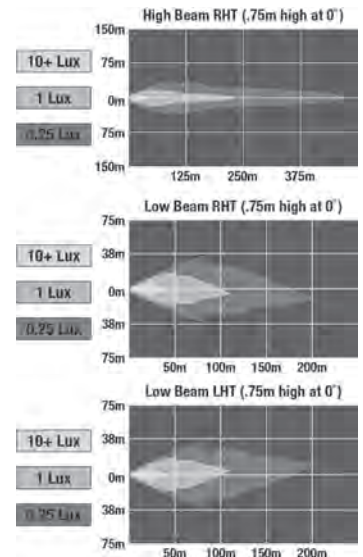 High Beam RHT (.75m high at 0°)
150m
75m
0m
75m
150m
10+ Lux
1 Lux
0.25 Lux
125m 250m 375m
Low Beam RHT (.75m high at 0°)
75m
38m
0m
38m
75m
10+ Lux
1 Lux
0.25 Lux
50m 100m 150m 200m
Low Beam LHT (.75m high at 0°)
75m
38m
0m
38m
75m
10+ Lux
1 Lux
0.25 Lux
50m 100m 150m 200m